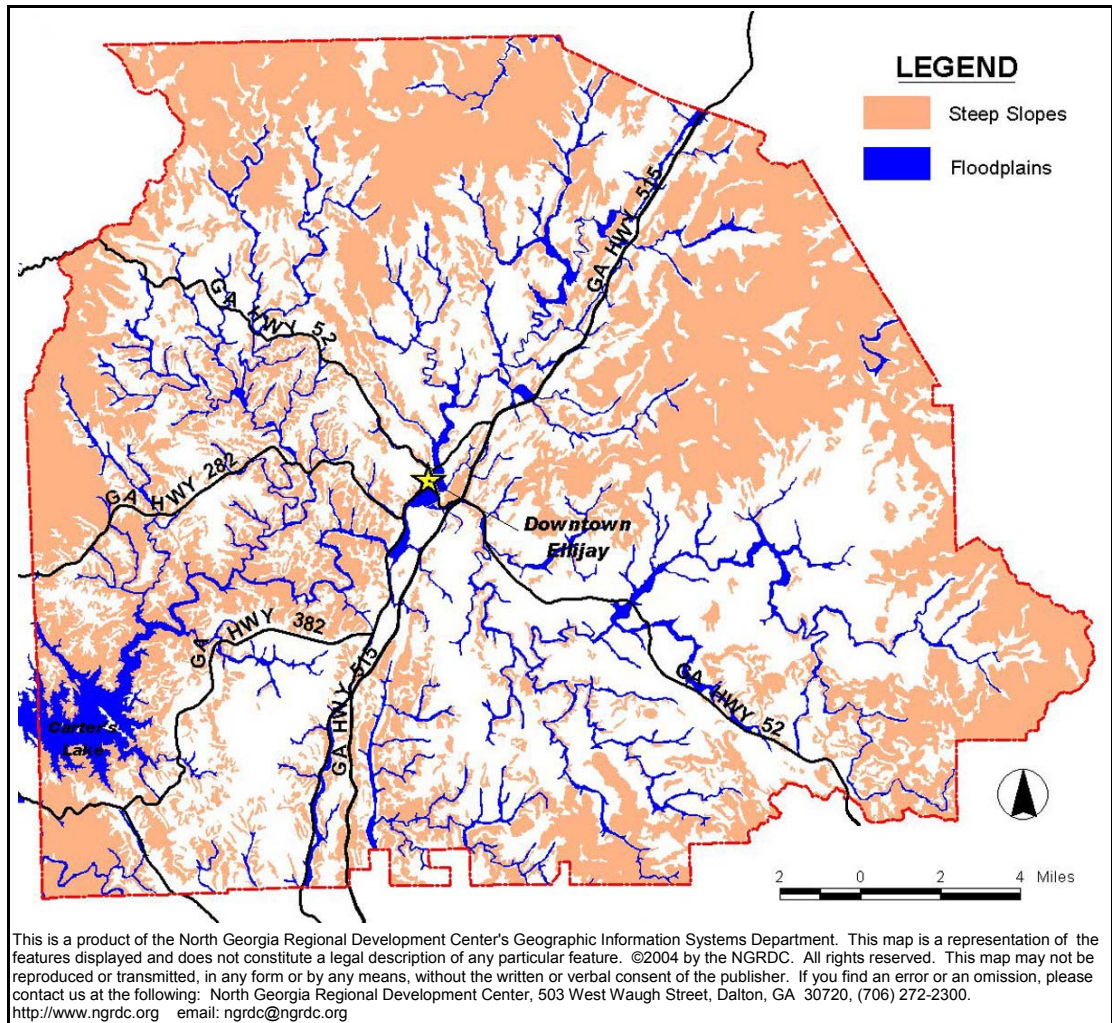 LEGEND
Steep Slopes
Floodplains
GA HWY 515
GA HWY 52
GA HWY 282
Downtown
Ellijay
GA HWY 382
GA HWY 515
GA HWY 52
Carter's
Lake
2 0 2 4 Miles
This is a product of the North Georgia Regional Development Center's Geographic Information Systems Department. This map is a representation of the
features displayed and does not constitute a legal description of any particular feature. ©2004 by the NGRDC. All rights reserved. This map may not be
reproduced or transmitted, in any form or by any means, without the written or verbal consent of the publisher. If you find an error or an omission, please
contact us at the following: North Georgia Regional Development Center, 503 West Waugh Street, Dalton, GA 30720, (706) 272-2300.
http://www.ngrdc.org email: ngrdc@ngrdc.org